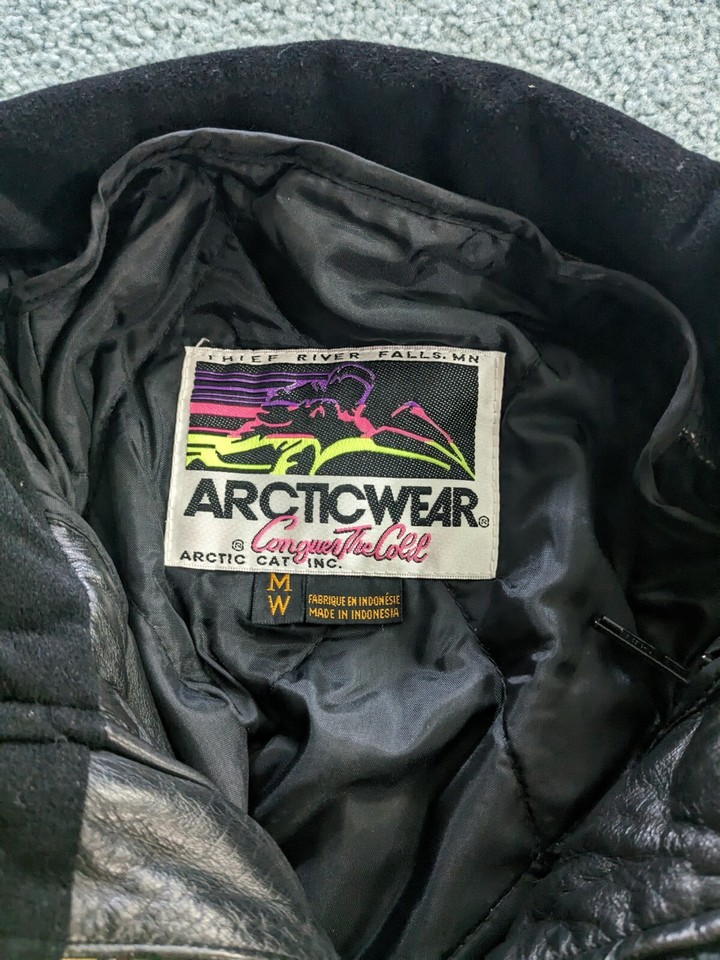 THIEF RIVER FALLS, MN
ARCTICWEAR®
® Conquer The Cold
ARCTIC CAT INC.
M
W
FABRIQUE EN INDONÉSIE
MADE IN INDONESIA